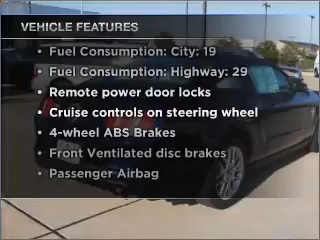 VEHICLE FEATURES
• Fuel Consumption: City: 19
• Fuel Consumption: Highway: 29
• Remote power door locks
• Cruise controls on steering wheel
• 4-wheel ABS Brakes
• Front Ventilated disc brakes
• Passenger Airbag